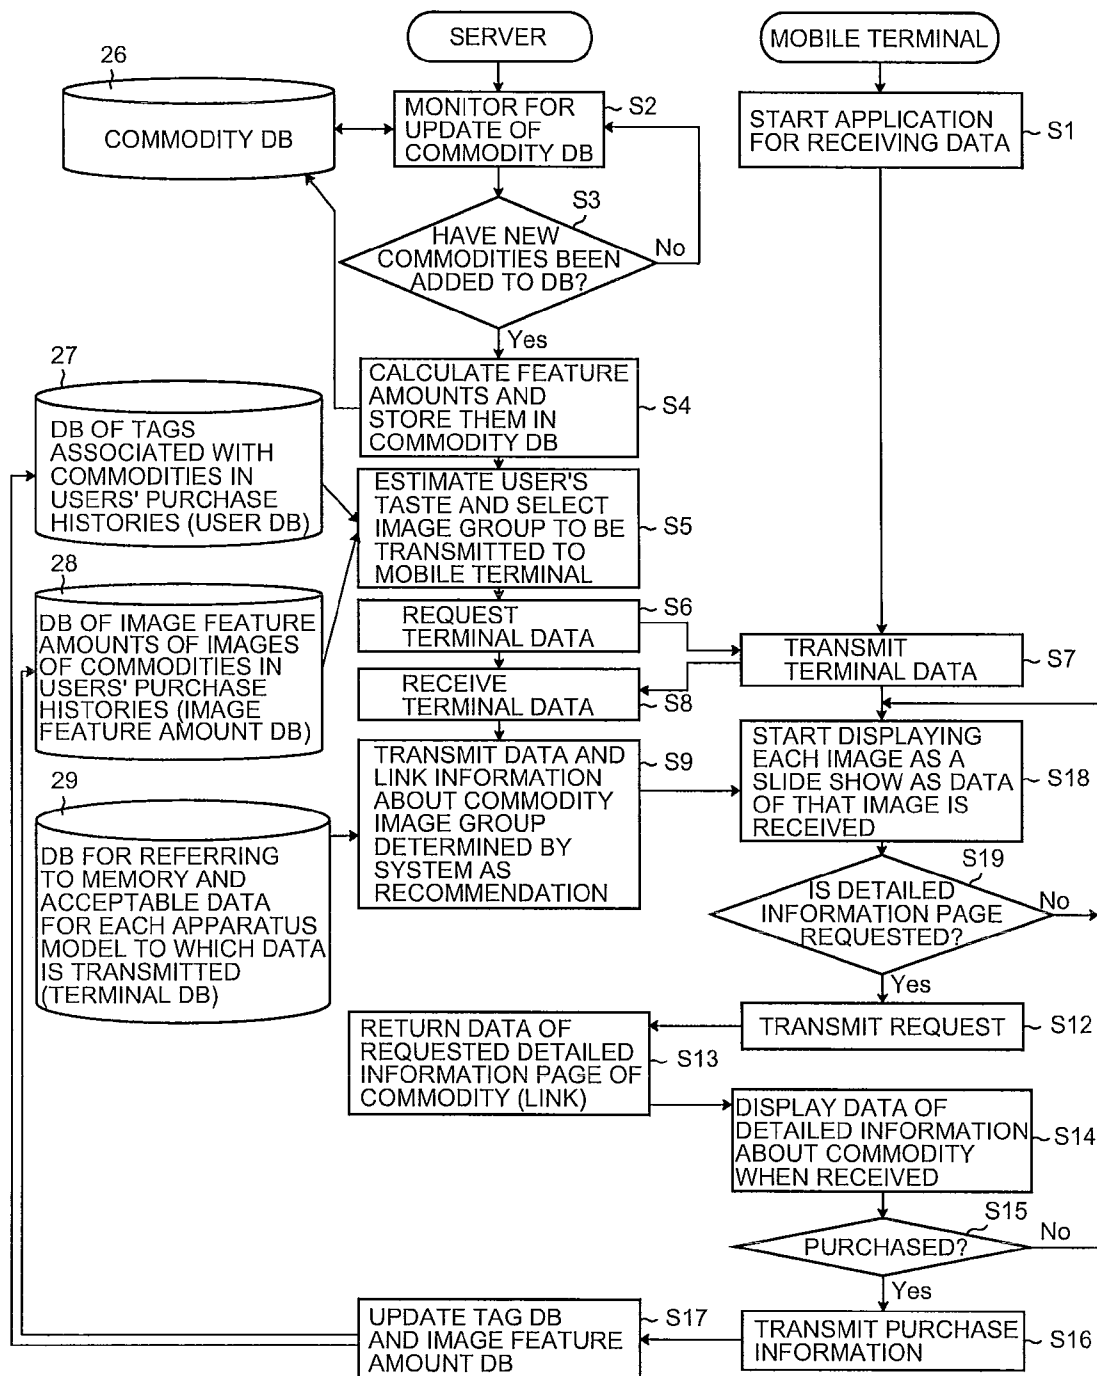 SERVER
MOBILE TERMINAL
26
COMMODITY DB
MONITOR FOR
UPDATE OF
COMMODITY DB
S2
START APPLICATION
FOR RECEIVING DATA
S1
S3
HAVE NEW
COMMODITIES BEEN
ADDED TO DB?
No
Yes
27
DB OF TAGS
ASSOCIATED WITH
COMMODITIES IN
USERS' PURCHASE
HISTORIES (USER DB)
CALCULATE FEATURE
AMOUNTS AND
STORE THEM IN
COMMODITY DB
S4
ESTIMATE USER'S
TASTE AND SELECT
IMAGE GROUP TO BE
TRANSMITTED TO
MOBILE TERMINAL
S5
28
DB OF IMAGE FEATURE
AMOUNTS OF IMAGES
OF COMMODITIES IN
USERS' PURCHASE
HISTORIES (IMAGE
FEATURE AMOUNT DB)
REQUEST
TERMINAL DATA
S6
TRANSMIT
TERMINAL DATA
S7
RECEIVE
TERMINAL DATA
S8
29
DB FOR REFERRING
TO MEMORY AND
ACCEPTABLE DATA
FOR EACH APPARATUS
MODEL TO WHICH DATA
IS TRANSMITTED
(TERMINAL DB)
TRANSMIT DATA AND
LINK INFORMATION
ABOUT COMMODITY
IMAGE GROUP
DETERMINED BY
SYSTEM AS
RECOMMENDATION
S9
START DISPLAYING
EACH IMAGE AS A
SLIDE SHOW AS DATA
OF THAT IMAGE IS
RECEIVED
S18
S19
IS DETAILED
INFORMATION PAGE
REQUESTED?
No
Yes
TRANSMIT REQUEST
S12
RETURN DATA OF
REQUESTED DETAILED
INFORMATION PAGE OF
COMMODITY (LINK)
S13
DISPLAY DATA OF
DETAILED INFORMATION
ABOUT COMMODITY
WHEN RECEIVED
S14
S15
PURCHASED?
No
Yes
UPDATE TAG DB
AND IMAGE FEATURE
AMOUNT DB
S17
TRANSMIT PURCHASE
INFORMATION
S16